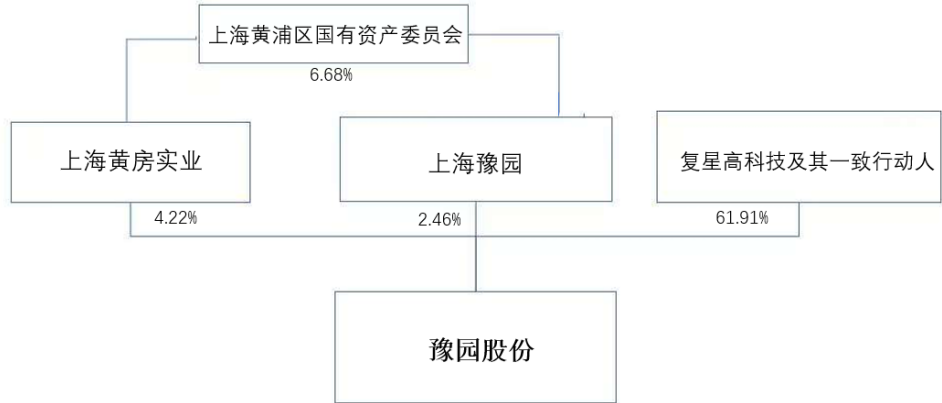 上海黄浦区国有资产委员会
6.68%
上海黄房实业
上海豫园
复星高科技及其一致行动人
4.22%
2.46%
61.91%
豫园股份